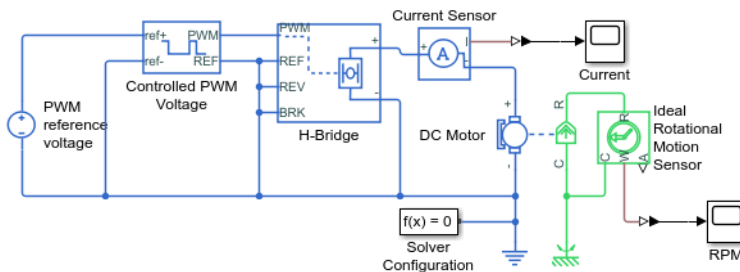 ref+
ref-
PWM
REF
Controlled PWM
Voltage
PWM
reference
voltage
PWM
REF
REV
BRK
+
-
H-Bridge
Current Sensor
A
+
I
-
Current
+
-
DC Motor
R
C
R
C
W
A
Ideal
Rotational
Motion
Sensor
RPM
f(x) = 0
Solver
Configuration